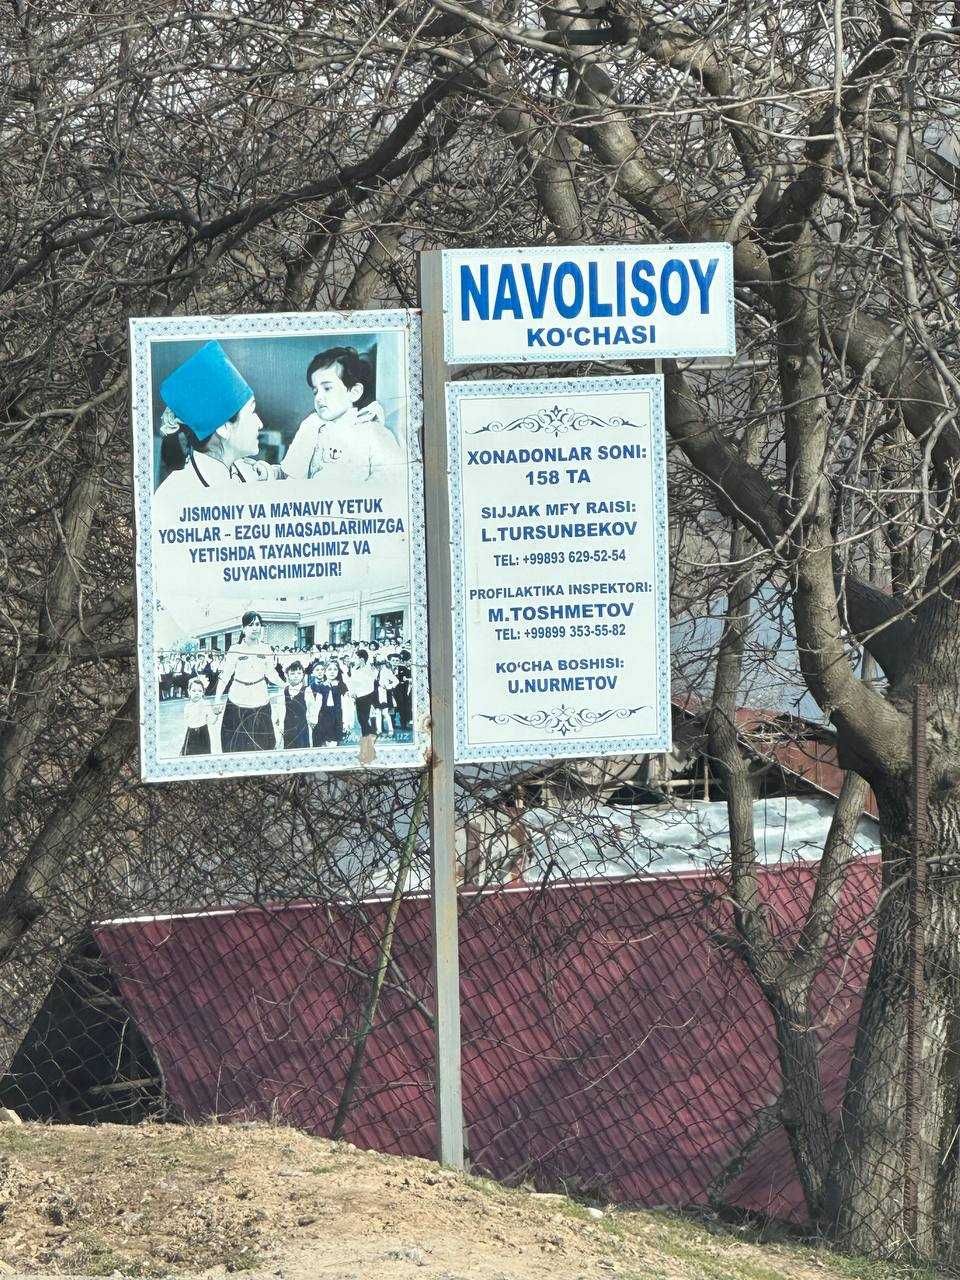 NAVOLISOY
KO‘CHASI
JISMONIY VA MA’NAVIY YETUK
YOSHLAR – EZGU MAQSADLARIMIZGA
YETISHDA TAYANCHIMIZ VA
SUYANCHIMIZDIR!
XONADONLAR SONI:
158 TA
SIJJAK MFY RAISI:
L.TURSUNBEKOV
TEL: +99893 629-52-54
PROFILAKTIKA INSPEKTORI:
M.TOSHMETOV
TEL: +99899 353-55-82
KO‘CHA BOSHISI:
U.NURMETOV